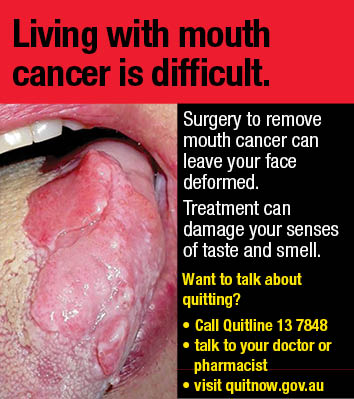 Living with mouth
cancer is difficult.
Surgery to remove
mouth cancer can
leave your face
deformed.
Treatment can
damage your senses
of taste and smell.
Want to talk about
quitting?
• Call Quitline 13 7848
• talk to your doctor or
pharmacist
• visit quitnow.gov.au